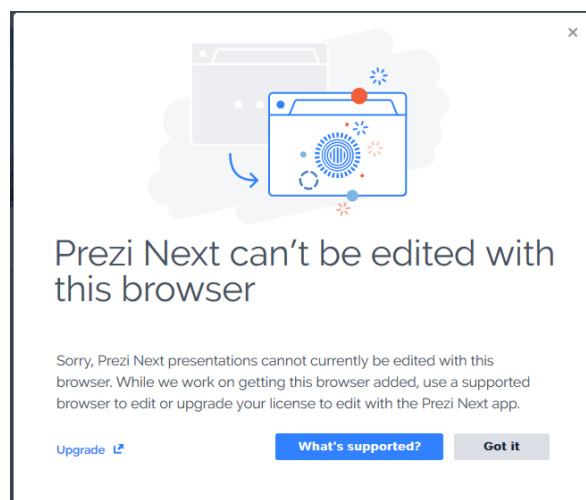 Prezi Next can't be edited with
this browser
Sorry, Prezi Next presentations cannot currently be edited with this
browser. While we work on getting this browser added, use a supported
browser to edit or upgrade your license to edit with the Prezi Next app.
Upgrade
What's supported?
Got it